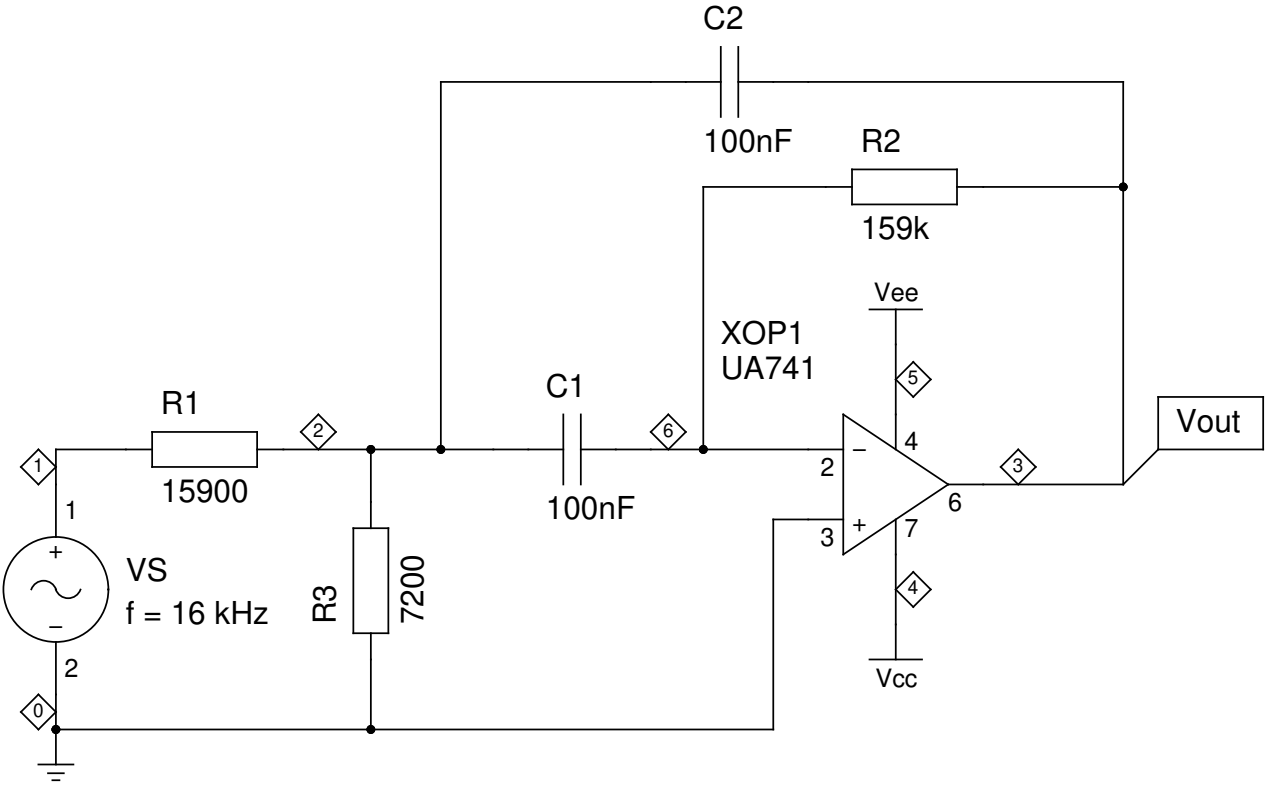 C2
100nF
R2
159k
Vee
XOP1
UA741
5
C1
R1
2
6
4
Vout
1
2
−
3
15900
100nF
6
1
3
+
7
+
VS
R3
7200
4
f = 16 kHz
−
2
Vcc
0